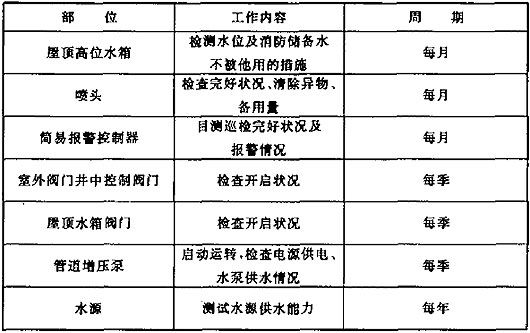 部 位 工作内容 周 期
屋顶高位水箱 检测水位及消防储备水 每月
不被他用的措施
喷头 检查完好状况、清除异物、 每月
备用量
简易报警控制器 目测巡检完好状况及 每月
报警情况
室外阀门井中控制阀门 检查开启状况 每季
屋顶水箱阀门 检查开启状况 每季
管道增压泵 启动运转,检查电源供电、 每季
水泵供水情况
水源 测试水源供水能力 每年